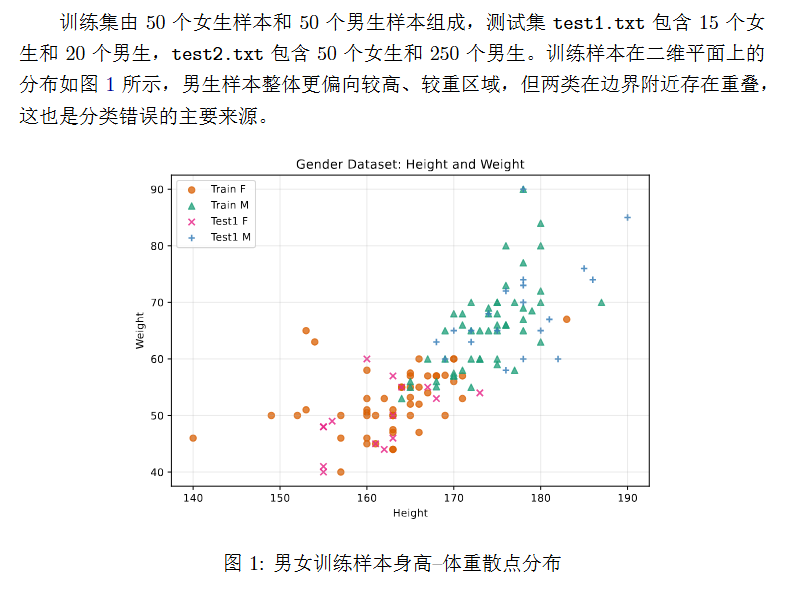 训练集由 50 个女生样本和 50 个男生样本组成，测试集 test1.txt 包含 15 个女
生和 20 个男生，test2.txt 包含 50 个女生和 250 个男生。训练样本在二维平面上的
分布如图 1 所示，男生样本整体更偏向较高、较重区域，但两类在边界附近存在重叠，
这也是分类错误的主要来源。
Gender Dataset: Height and Weight
Train F
Train M
Test1 F
Test1 M
90
80
70
60
50
40
Weight
140 150 160 170 180 190
Height
图 1: 男女训练样本身高–体重散点分布